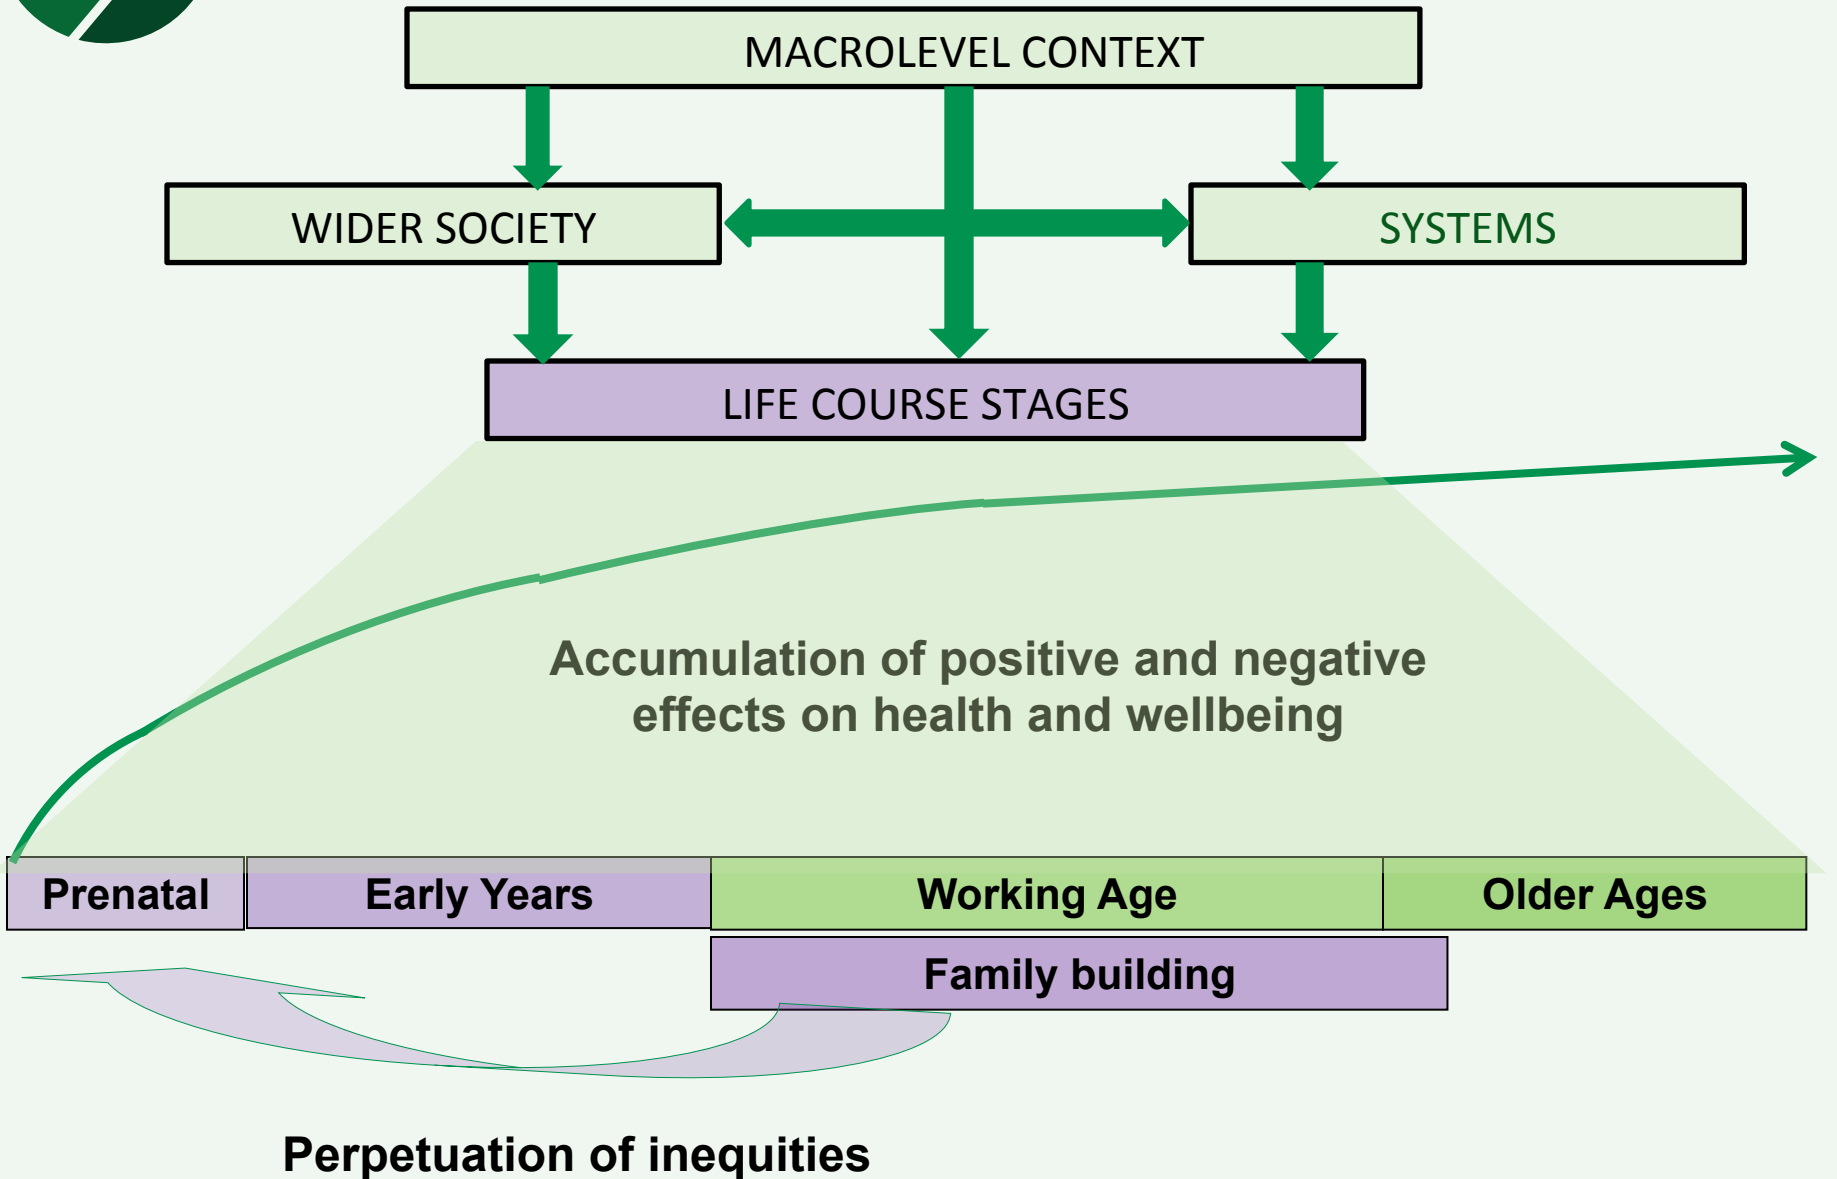 MACROLEVEL CONTEXT
WIDER SOCIETY
SYSTEMS
LIFE COURSE STAGES
Accumulation of positive and negative
effects on health and wellbeing
Prenatal
Early Years
Working Age
Older Ages
Family building
Perpetuation of inequities